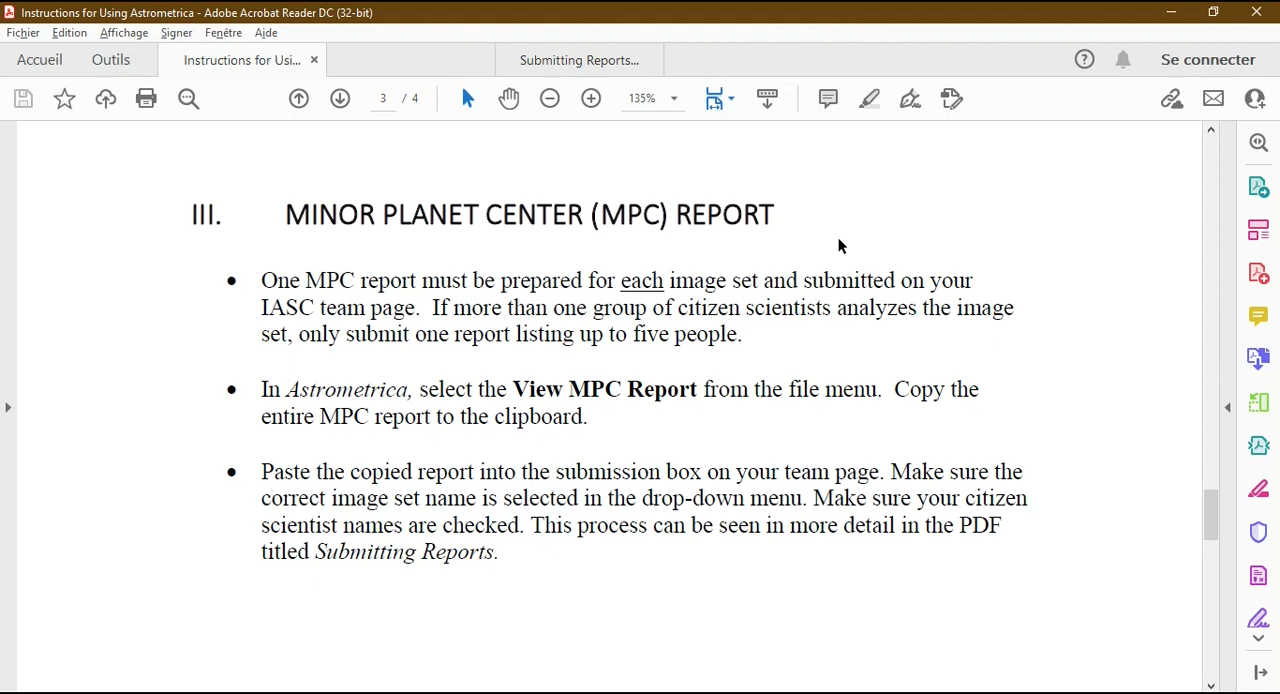 Instructions for Using Astrometrica - Adobe Acrobat Reader DC (32-bit)
Fichier Edition Affichage Signer Fenêtre Aide
Accueil Outils Instructions for Usi... × Submitting Reports... Se connecter
3 / 4 135%
III. MINOR PLANET CENTER (MPC) REPORT
• One MPC report must be prepared for each image set and submitted on your
IASC team page. If more than one group of citizen scientists analyzes the image
set, only submit one report listing up to five people.
• In Astrometrica, select the View MPC Report from the file menu. Copy the
entire MPC report to the clipboard.
• Paste the copied report into the submission box on your team page. Make sure the
correct image set name is selected in the drop-down menu. Make sure your citizen
scientist names are checked. This process can be seen in more detail in the PDF
titled Submitting Reports.